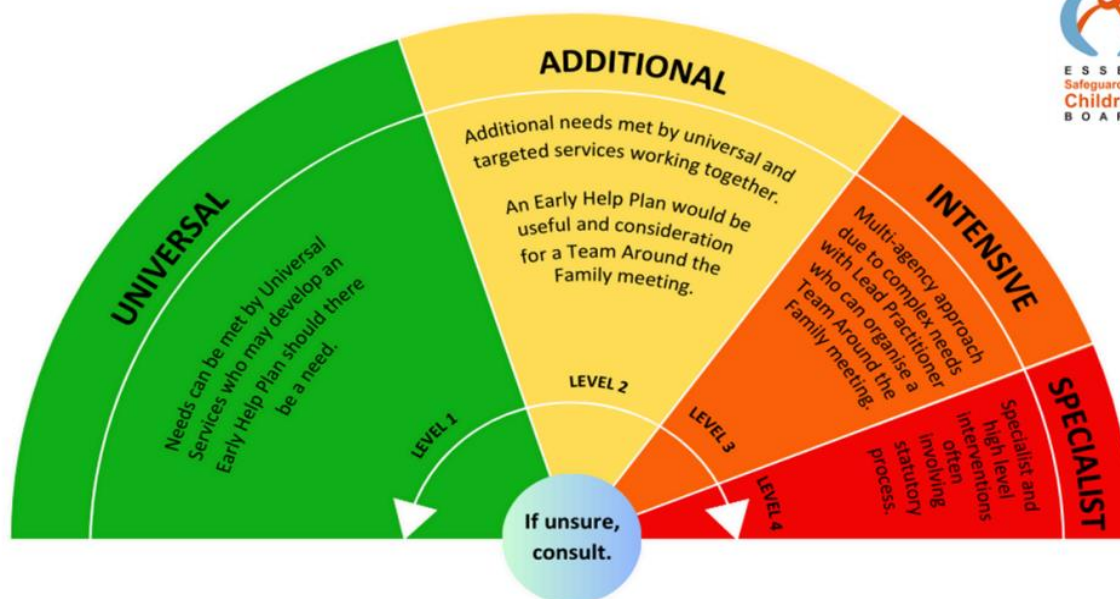 UNIVERSAL
Needs can be met by Universal
Services who may develop an
Early Help Plan should there
be a need.
LEVEL 1
ADDITIONAL
Additional needs met by universal and
targeted services working together.
An Early Help Plan would be
useful and consideration
for a Team Around the
Family meeting.
LEVEL 2
INTENSIVE
Multi-agency approach
due to complex needs
with Lead Practitioner
who can organise a
Team Around the
Family meeting.
LEVEL 3
SPECIALIST
Specialist and
high level
interventions
often
involving
statutory
process.
LEVEL 4
If unsure,
consult.